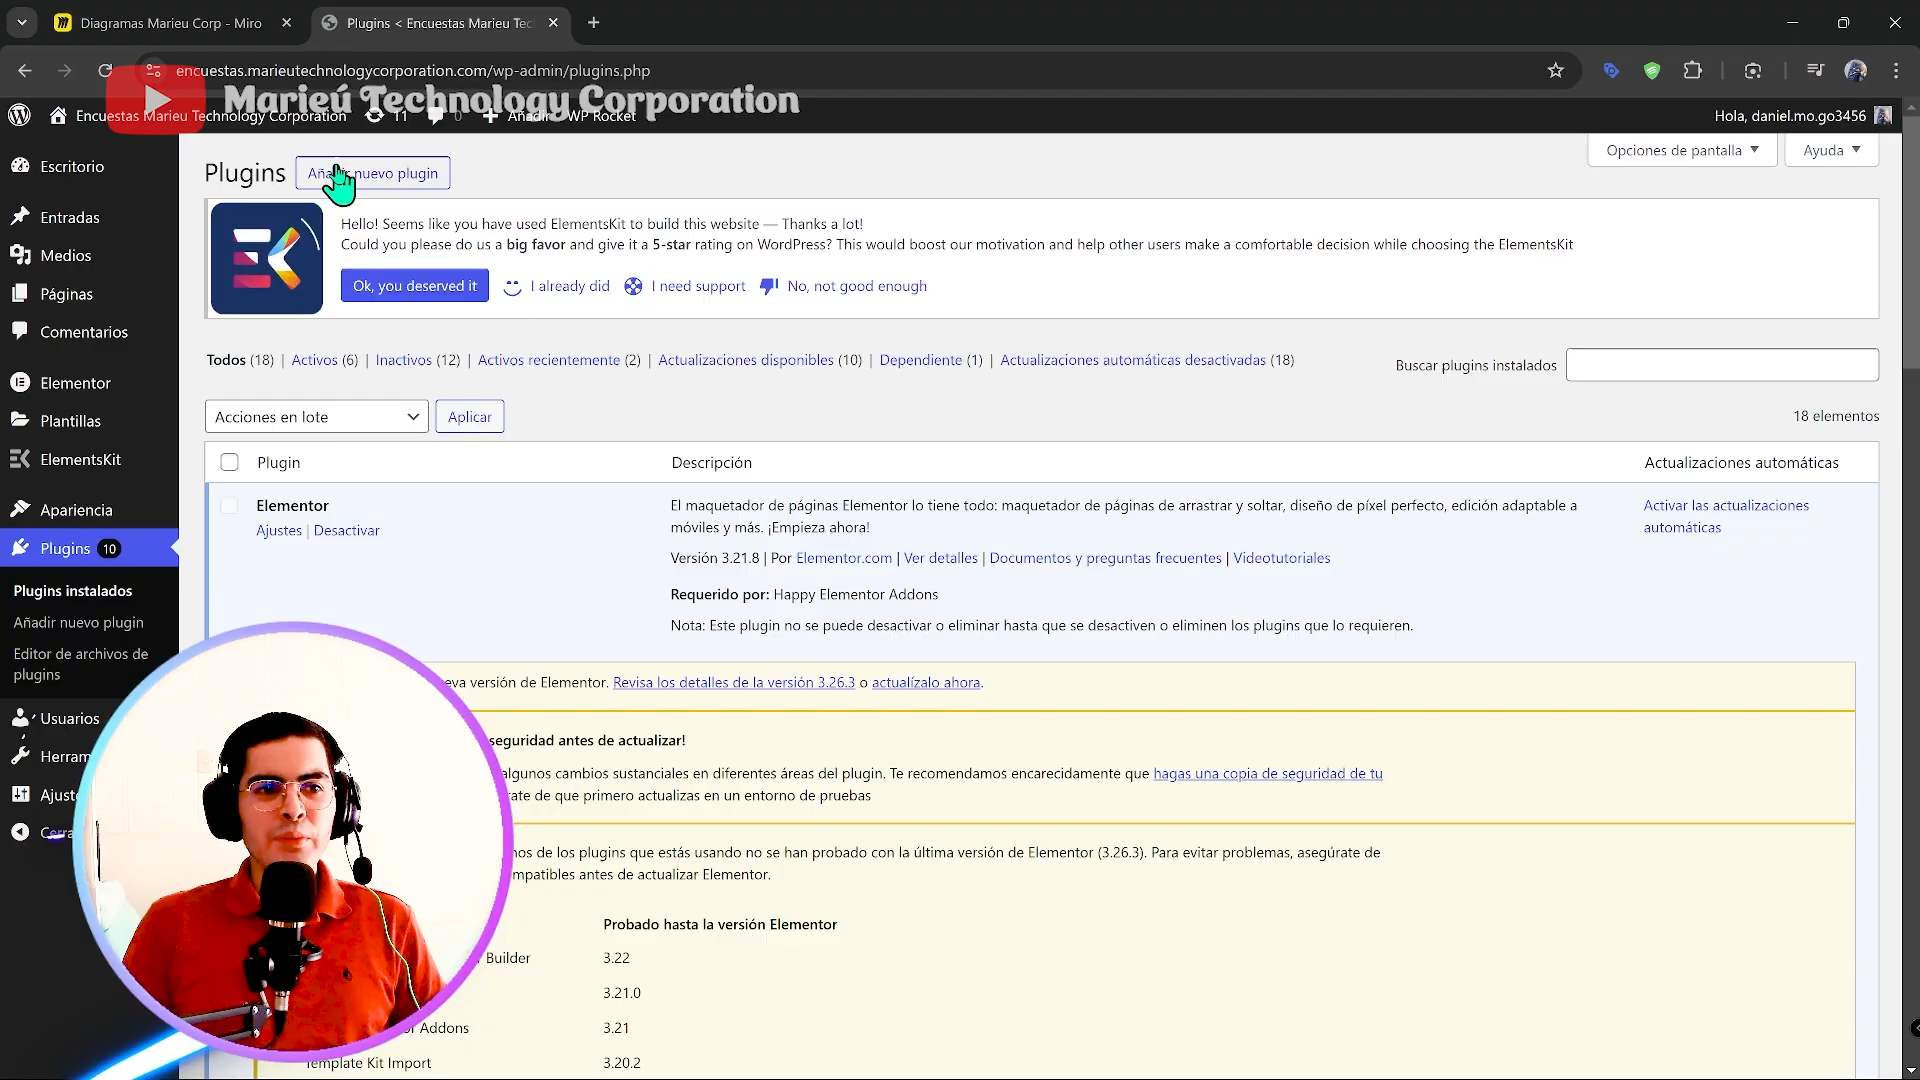 Diagramas Marieu Corp - Miro
Plugins < Encuestas Marieu Tec
encuestas.marieutechnologycorporation.com/wp-admin/plugins.php
Marieú Technology Corporation
Encuestas Marieu Technology Corporation 11 0 Añadir WP Rocket
Hola, daniel.mo.go3456
Escritorio
Entradas
Medios
Páginas
Comentarios
Elementor
Plantillas
ElementsKit
Apariencia
Plugins 10
Plugins instalados
Añadir nuevo plugin
Editor de archivos de
plugins
Usuarios
Herram
Ajuste
Cerra
Plugins
Añadir nuevo plugin
Opciones de pantalla
Ayuda
Hello! Seems like you have used ElementsKit to build this website — Thanks a lot!
Could you please do us a big favor and give it a 5-star rating on WordPress? This would boost our motivation and help other users make a comfortable decision while choosing the ElementsKit
Ok, you deserved it
I already did
I need support
No, not good enough
Todos (18) | Activos (6) | Inactivos (12) | Activos recientemente (2) | Actualizaciones disponibles (10) | Dependiente (1) | Actualizaciones automáticas desactivadas (18)
Buscar plugins instalados
Acciones en lote
Aplicar
18 elementos
Plugin
Descripción
Actualizaciones automáticas
Elementor
Ajustes | Desactivar
El maquetador de páginas Elementor lo tiene todo: maquetador de páginas de arrastrar y soltar, diseño de píxel perfecto, edición adaptable a
móviles y más. ¡Empieza ahora!
Versión 3.21.8 | Por Elementor.com | Ver detalles | Documentos y preguntas frecuentes | Videotutoriales
Requerido por: Happy Elementor Addons
Nota: Este plugin no se puede desactivar o eliminar hasta que se desactiven o eliminen los plugins que lo requieren.
Activar las actualizaciones
automáticas
eva versión de Elementor. Revisa los detalles de la versión 3.26.3 o actualízalo ahora.
seguridad antes de actualizar!
algunos cambios sustanciales en diferentes áreas del plugin. Te recomendamos encarecidamente que hagas una copia de seguridad de tu
rate de que primero actualizas en un entorno de pruebas
nos de los plugins que estás usando no se han probado con la última versión de Elementor (3.26.3). Para evitar problemas, asegúrate de
mpatibles antes de actualizar Elementor.
Probado hasta la versión Elementor
Builder
3.22
3.21.0
Addons
3.21
Template Kit Import
3.20.2